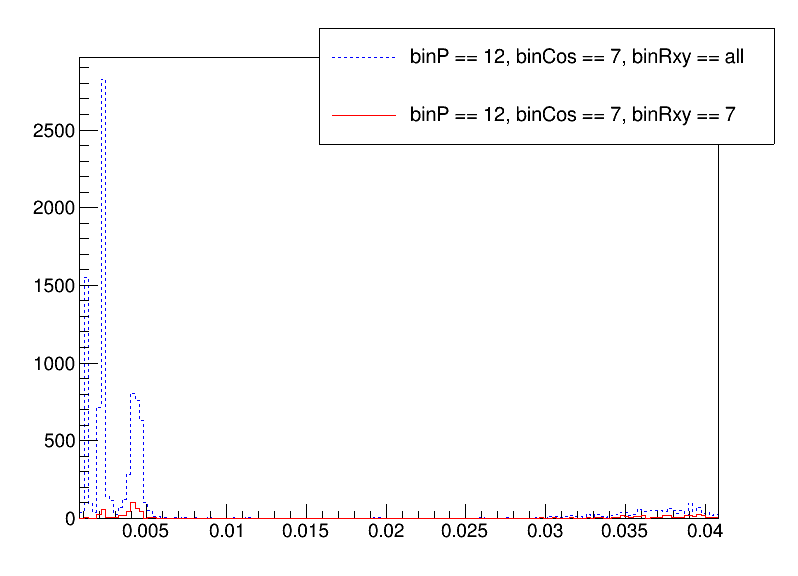 binP == 12, binCos == 7, binRxy == all
binP == 12, binCos == 7, binRxy == 7
2500
2000
1500
1000
500
0
0.005 0.01 0.015 0.02 0.025 0.03 0.035 0.04